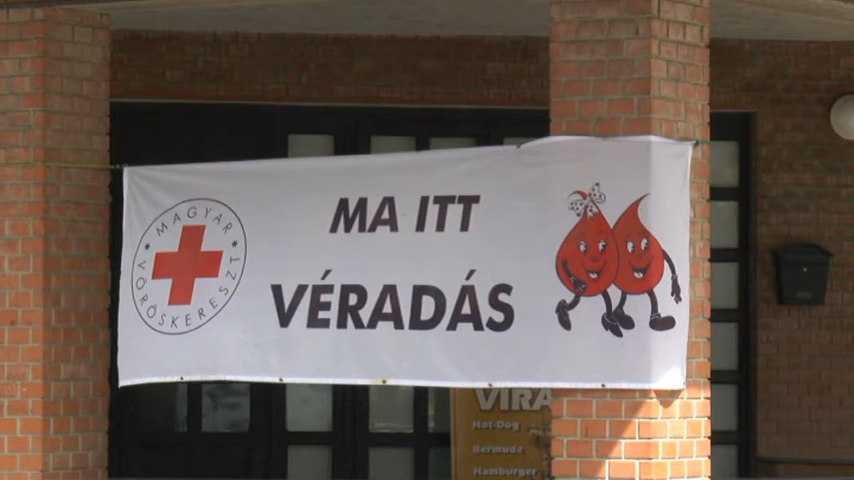 MAGYAR
VÖRÖSKERESZT
MA ITT
VÉRADÁS
VIRA
Hot-Dog
Bermuda
Hamburger